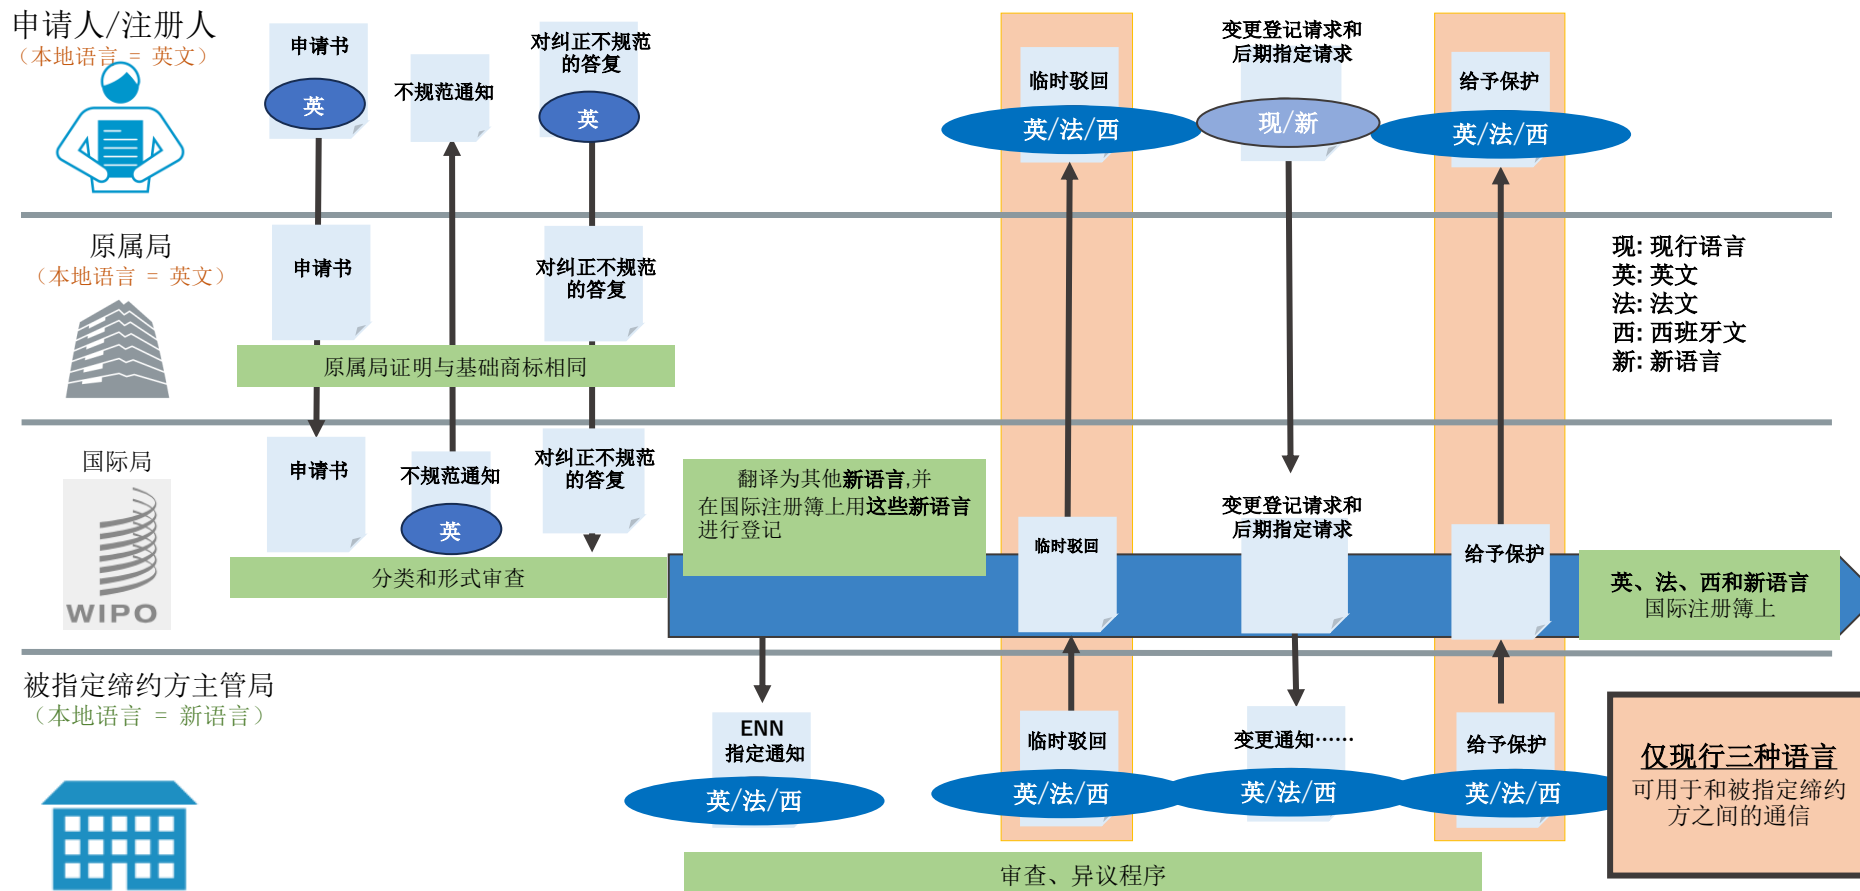 申请人/注册人
（本地语言 = 英文）
申请书
英
不规范通知
对纠正不规范
的答复
英
临时驳回
英/法/西
变更登记请求和
后期指定请求
现/新
给予保护
英/法/西
原属局
（本地语言 = 英文）
申请书
对纠正不规范
的答复
原属局证明与基础商标相同
现: 现行语言
英: 英文
法: 法文
西: 西班牙文
新: 新语言
国际局
WIPO
申请书
不规范通知
英
对纠正不规范
的答复
分类和形式审查
翻译为其他新语言,并
在国际注册簿上用这些新语言
进行登记
临时驳回
变更登记请求和
后期指定请求
给予保护
英、法、西和新语言
国际注册簿上
被指定缔约方主管局
（本地语言 = 新语言）
ENN
指定通知
英/法/西
临时驳回
英/法/西
变更通知……
英/法/西
给予保护
英/法/西
仅现行三种语言
可用于和被指定缔约
方之间的通信
审查、异议程序